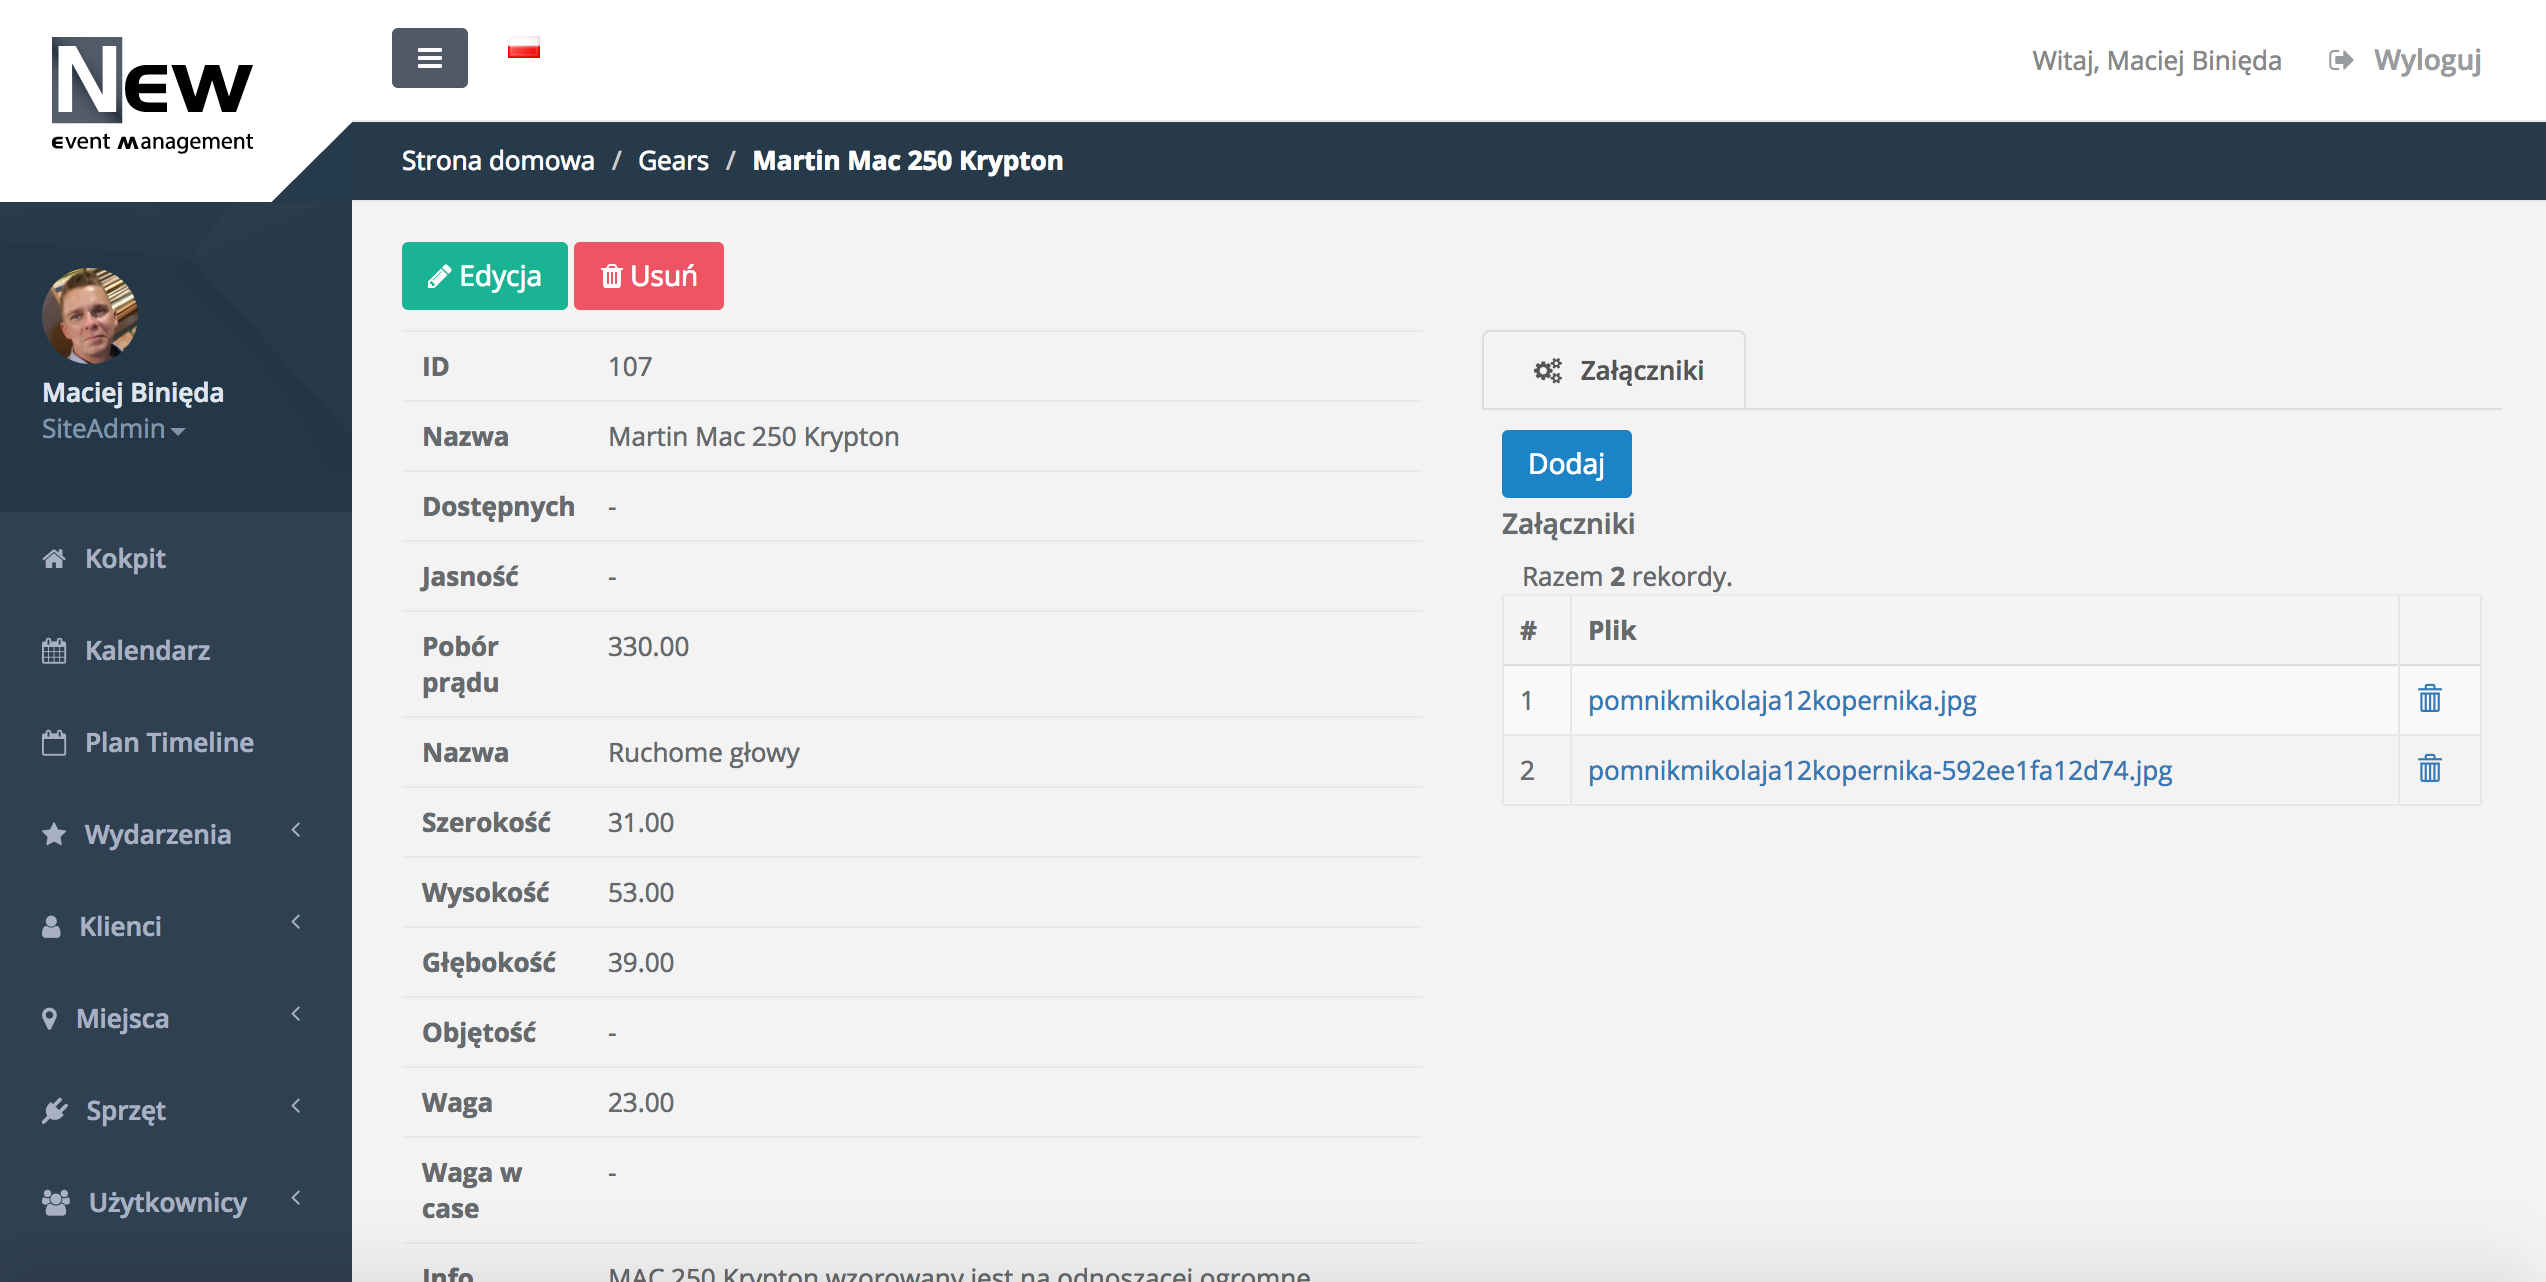 New
Event Management
Witaj, Maciej Binięda
Wyloguj
Strona domowa / Gears / Martin Mac 250 Krypton
Maciej Binięda
SiteAdmin
Kokpit
Kalendarz
Plan Timeline
Wydarzenia
Klienci
Miejsca
Sprzęt
Użytkownicy
Edycja
Usuń
ID 107
Nazwa Martin Mac 250 Krypton
Dostępnych -
Jasność -
Pobór 330.00
prądu
Nazwa Ruchome głowy
Szerokość 31.00
Wysokość 53.00
Głębokość 39.00
Objętość -
Waga 23.00
Waga w -
case
Info MAC 250 Krypton wzorowany jest na odnoszącej ogromne
Załączniki
Dodaj
Załączniki
Razem 2 rekordy.
# Plik
1 pomnikmikolaja12kopernika.jpg
2 pomnikmikolaja12kopernika-592ee1fa12d74.jpg